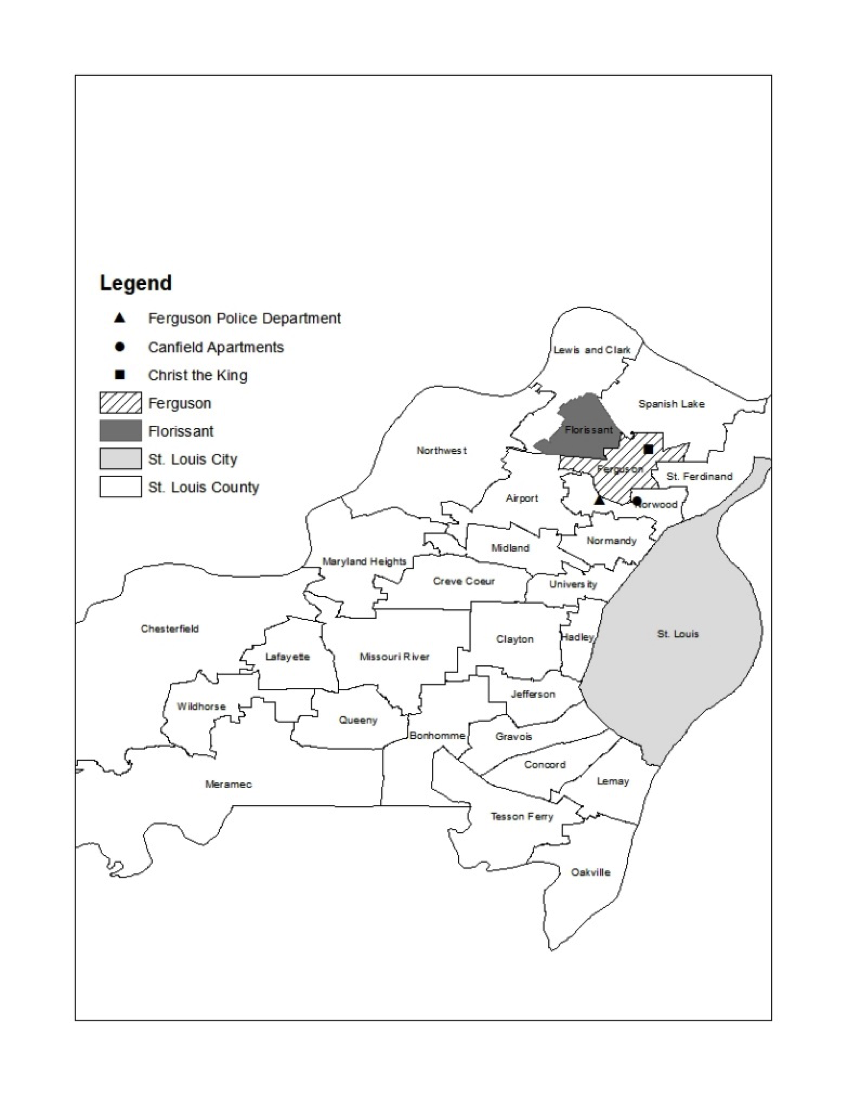 Legend
Ferguson Police Department
Canfield Apartments
Christ the King
Ferguson
Florissant
St. Louis City
St. Louis County
Lewis and Clark
Spanish Lake
Florissant
Northwest
Ferguson
St. Ferdinand
Airport
Norwood
Normandy
Midland
Maryland Heights
Creve Coeur
University
Chesterfield
St. Louis
Hadley
Clayton
Lafayette
Missouri River
Jefferson
Wildhorse
Queeny
Bonhomme
Gravois
Concord
Meramec
Lemay
Tesson Ferry
Oakville